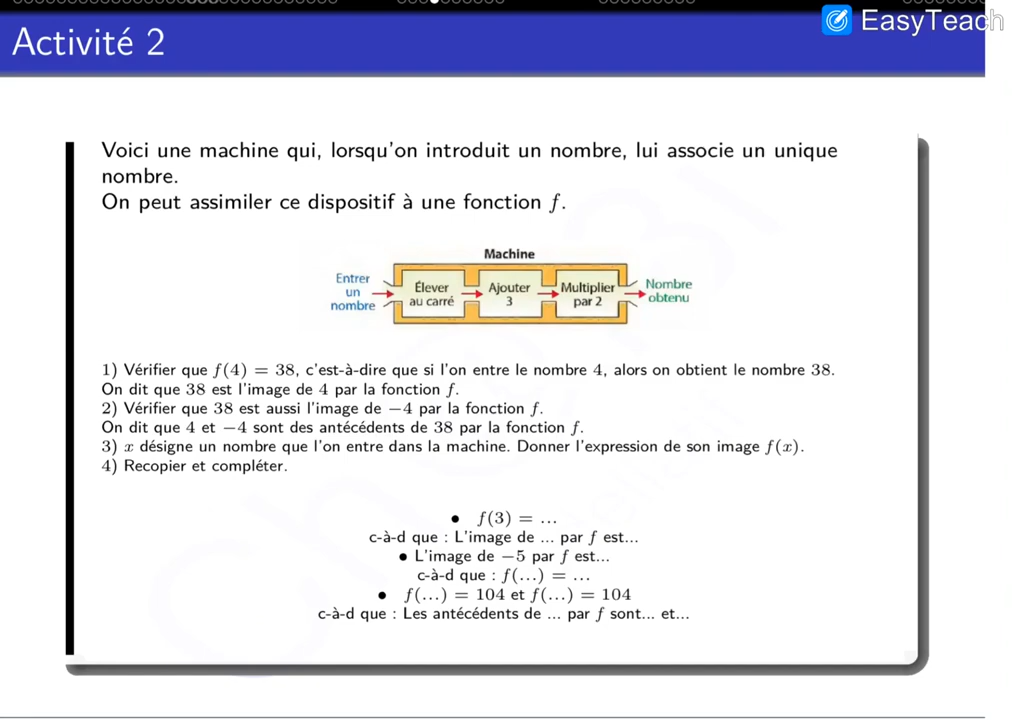 EasyTeach
Activité 2
Voici une machine qui, lorsqu'on introduit un nombre, lui associe un unique
nombre.
On peut assimiler ce dispositif à une fonction f.
Machine
Entrer
un
nombre
Élever
au carré
Ajouter
3
Multiplier
par 2
Nombre
obtenu
1) Vérifier que f(4) = 38, c'est-à-dire que si l'on entre le nombre 4, alors on obtient le nombre 38.
On dit que 38 est l'image de 4 par la fonction f.
2) Vérifier que 38 est aussi l'image de −4 par la fonction f.
On dit que 4 et −4 sont des antécédents de 38 par la fonction f.
3) x désigne un nombre que l'on entre dans la machine. Donner l'expression de son image f(x).
4) Recopier et compléter.
• f(3) = ...
c-à-d que : L'image de ... par f est...
• L'image de −5 par f est...
c-à-d que : f(...) = ...
• f(...) = 104 et f(...) = 104
c-à-d que : Les antécédents de ... par f sont... et...